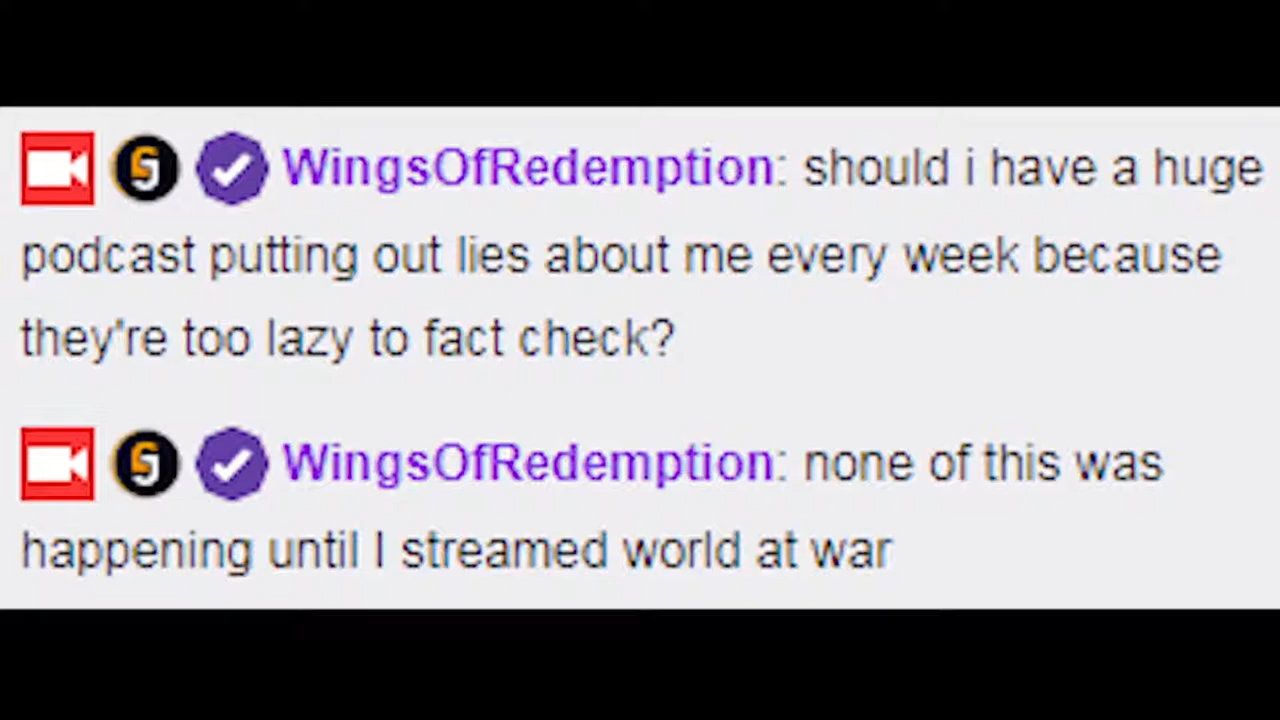 WingsOfRedemption: should i have a huge
podcast putting out lies about me every week because
they're too lazy to fact check?
WingsOfRedemption: none of this was
happening until I streamed world at war